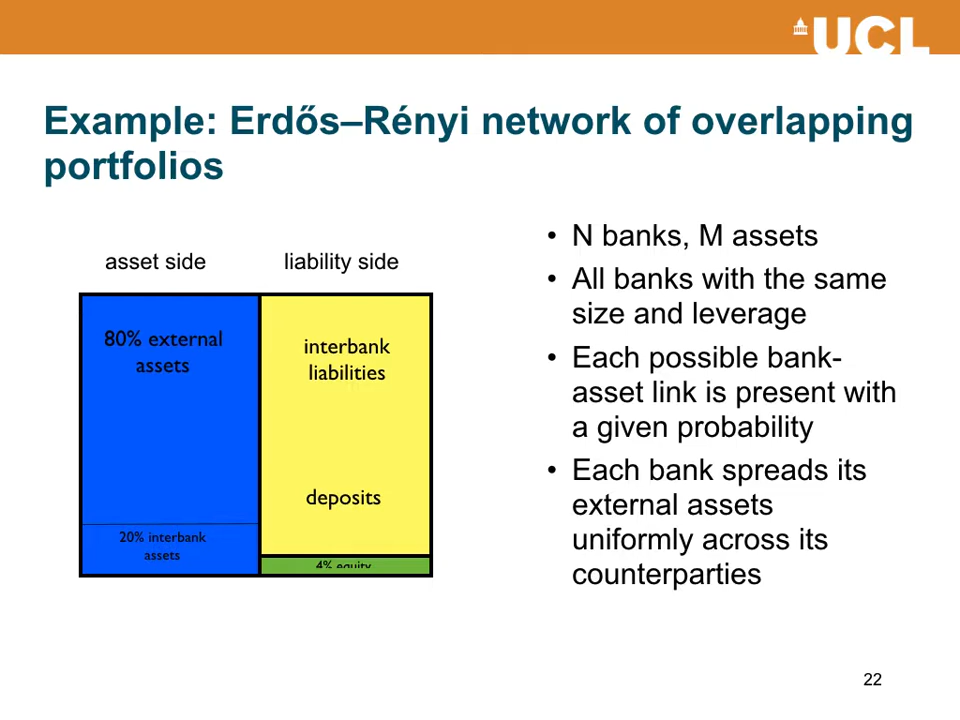 UCL
Example: Erdős–Rényi network of overlapping
portfolios
asset side
liability side
80% external
assets
20% interbank
assets
interbank
liabilities
deposits
4% equity
• N banks, M assets
• All banks with the same
size and leverage
• Each possible bank-
asset link is present with
a given probability
• Each bank spreads its
external assets
uniformly across its
counterparties
22